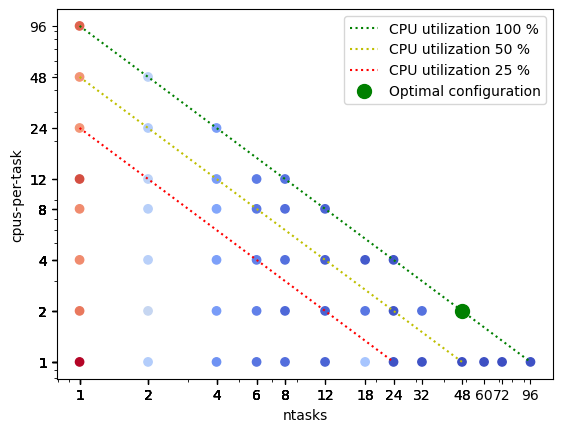 96
48
24
12
8
4
2
1
cpus-per-task
CPU utilization 100 %
CPU utilization 50 %
CPU utilization 25 %
Optimal configuration
1 2 4 6 8 12 18 24 32 48 60 72 96
ntasks